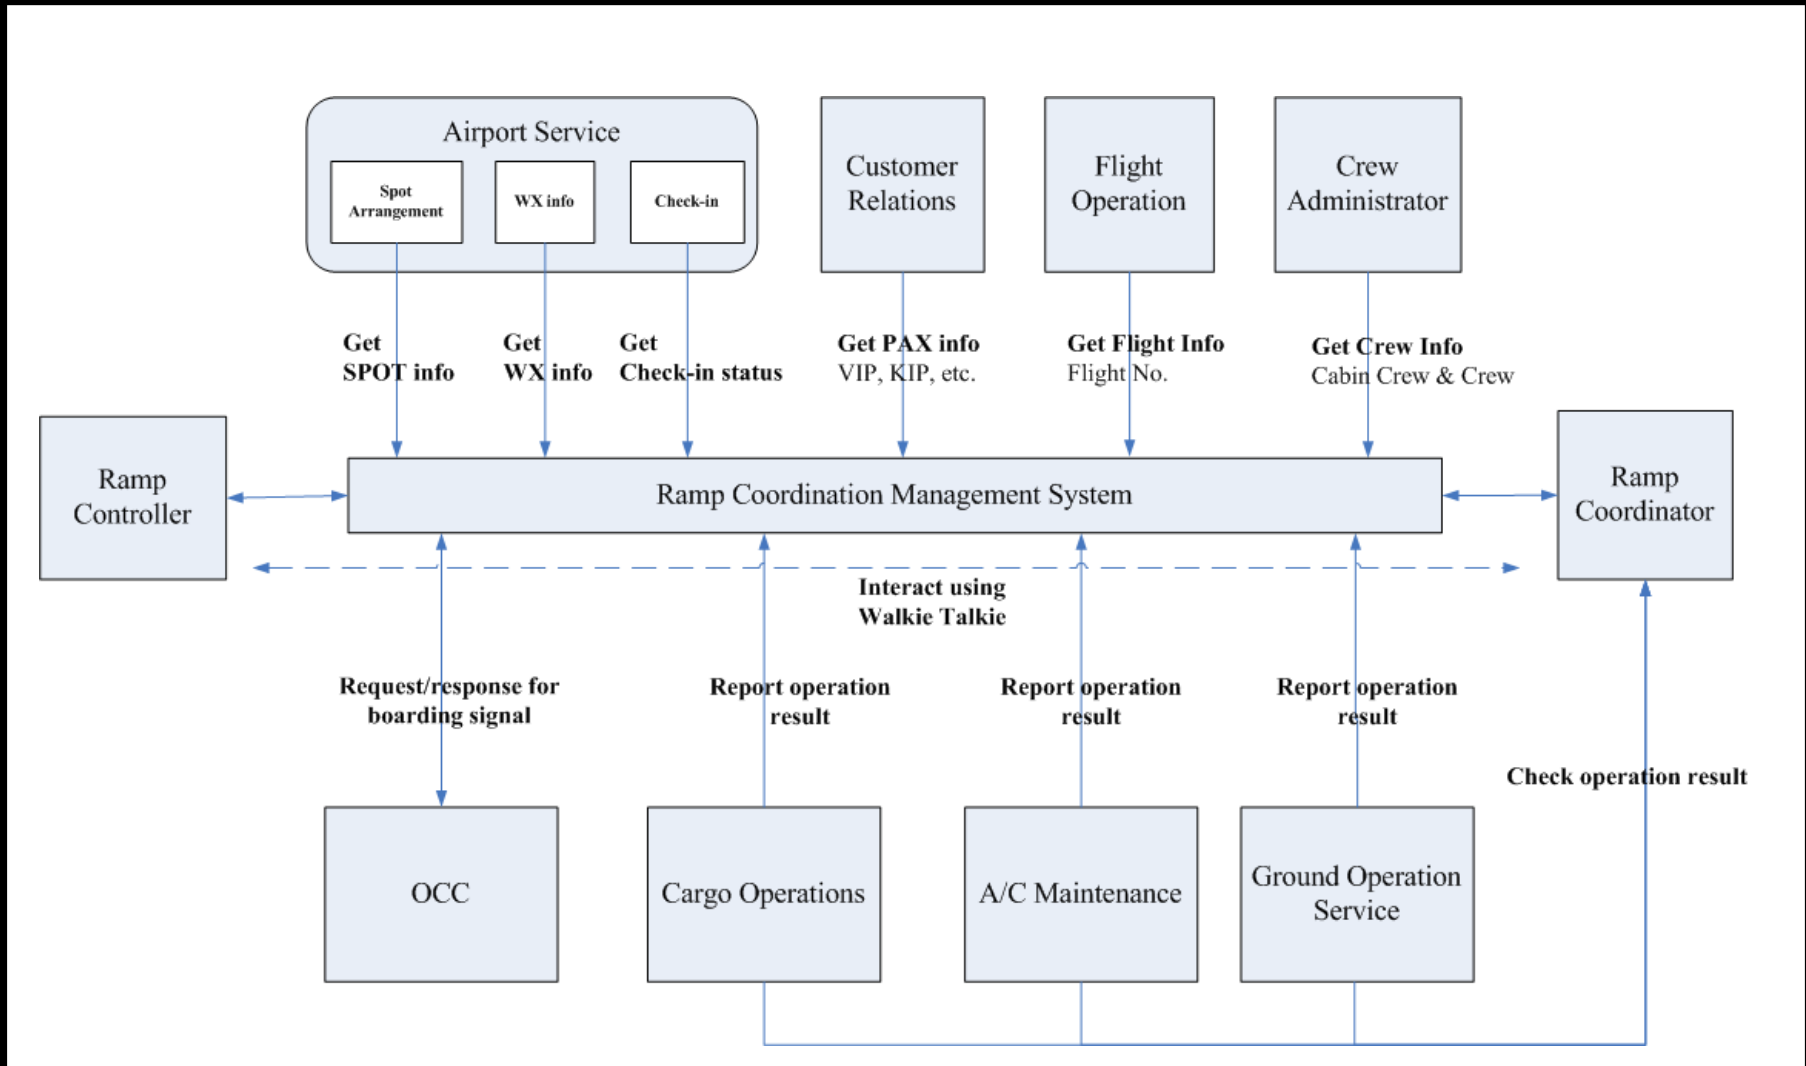 Airport Service
Spot
Arrangement
WX info
Check-in
Customer
Relations
Flight
Operation
Crew
Administrator
Get
SPOT info
Get
WX info
Get
Check-in status
Get PAX info
VIP, KIP, etc.
Get Flight Info
Flight No.
Get Crew Info
Cabin Crew & Crew
Ramp
Controller
Ramp Coordination Management System
Ramp
Coordinator
Interact using
Walkie Talkie
Request/response for
boarding signal
Report operation
result
Report operation
result
Report operation
result
Check operation result
OCC
Cargo Operations
A/C Maintenance
Ground Operation
Service